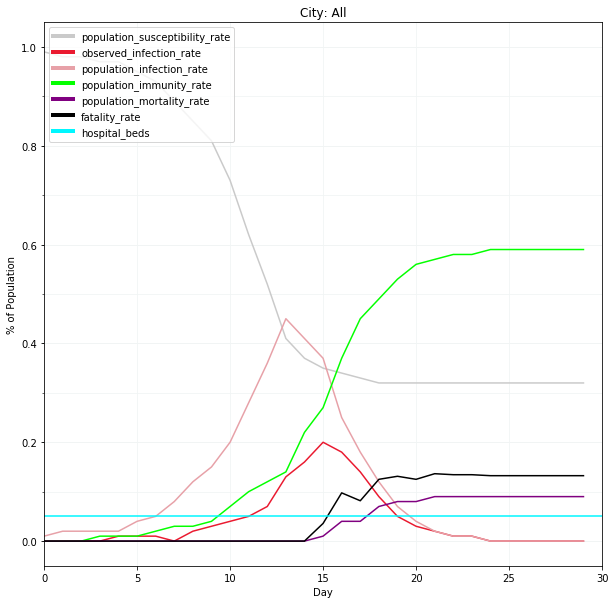 City: All
population_susceptibility_rate
observed_infection_rate
population_infection_rate
population_immunity_rate
population_mortality_rate
fatality_rate
hospital_beds
% of Population
1.0
0.8
0.6
0.4
0.2
0.0
0 5 10 15 20 25 30
Day